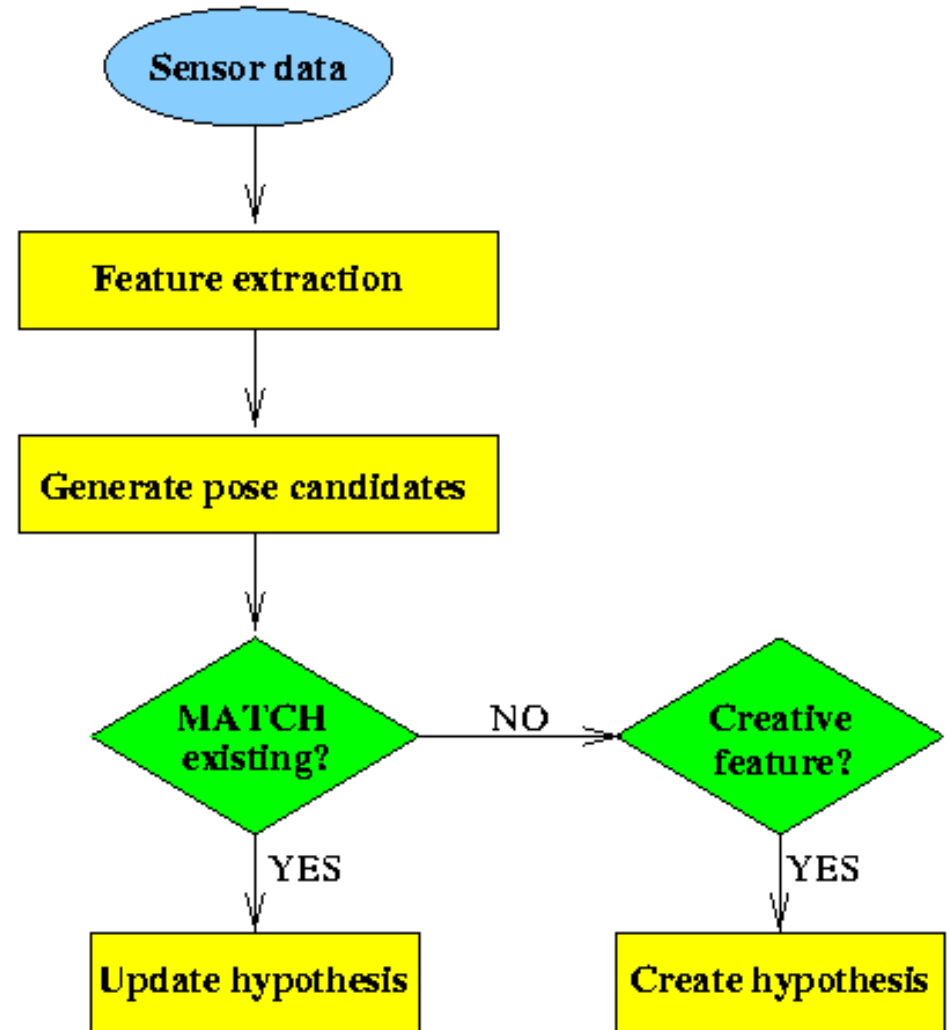 Sensor data
Feature extraction
Generate pose candidates
MATCH
existing?
NO
Creative
feature?
YES
YES
Update hypothesis
Create hypothesis